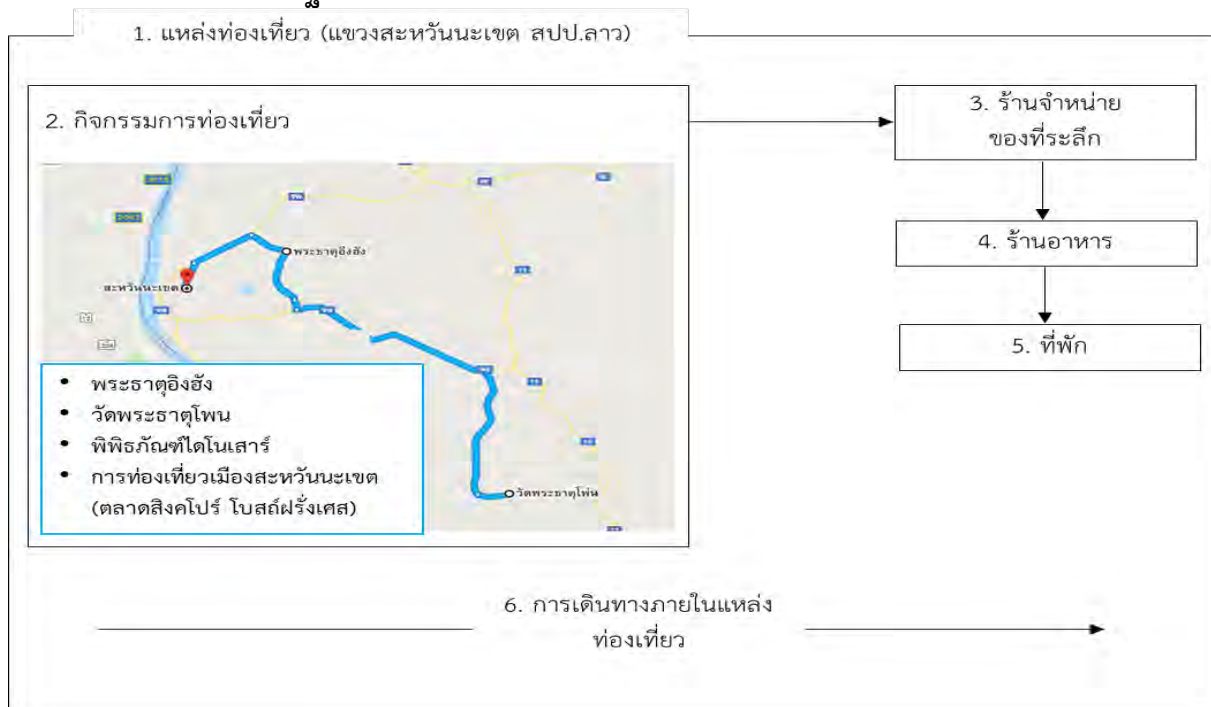 1. แหล่งท่องเที่ยว (แขวงสะหวันนะเขต สปป.ลาว)
2. กิจกรรมการท่องเที่ยว
พระธาตุอิงฮัง
สะหวันนะเขต
วัดพระธาตุโพ่น
• พระธาตุอิงฮัง
• วัดพระธาตุโพน
• พิพิธภัณฑ์ไดโนเสาร์
• การท่องเที่ยวเมืองสะหวันนะเขต
(ตลาดสิงคโปร์ โบสถ์ฝรั่งเศส)
3. ร้านจำหน่าย
ของที่ระลึก
4. ร้านอาหาร
5. ที่พัก
6. การเดินทางภายในแหล่ง
ท่องเที่ยว